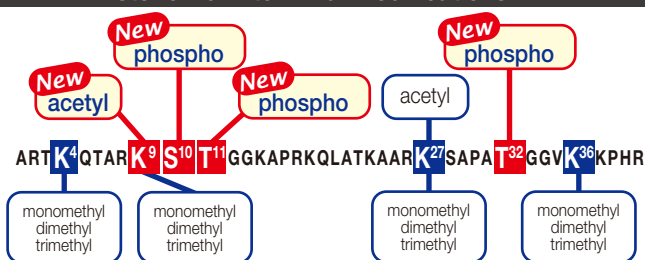 New
phospho
New
phospho
New
acetyl
New
phospho
acetyl
ARTK4QTARK9S10T11GGKAPRKQLATKAARK27SAPAT32GGVK36KPHR
monomethyl
dimethyl
trimethyl
monomethyl
dimethyl
trimethyl
monomethyl
dimethyl
trimethyl
monomethyl
dimethyl
trimethyl